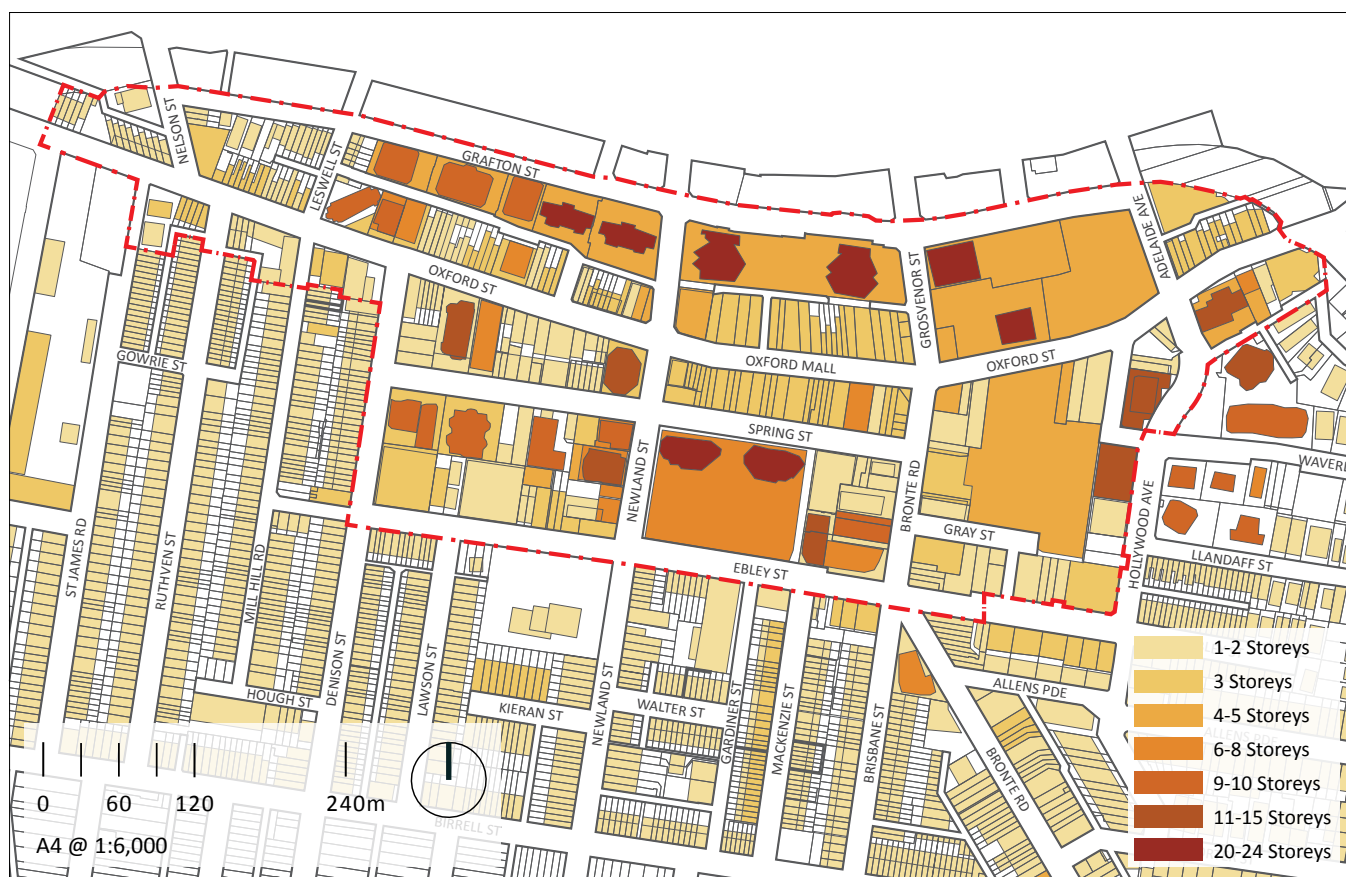 NELSON ST
LESWELL ST
GRAFTON ST
ADELAIDE AVE
GROSVENOR ST
OXFORD ST
OXFORD MALL
OXFORD ST
GOWRIE ST
SPRING ST
NEWLAND ST
BRONTE RD
HOLLYWOOD AVE
GRAY ST
LLANDAFF ST
EBLEY ST
ST JAMES RD
RUTHVEN ST
MILL HILL RD
DENISON ST
LAWSON ST
NEWLAND ST
GARDINER ST
MACKENZIE ST
BRISBANE ST
ALLENS PDE
HOUGH ST
KIERAN ST
WALTER ST
BRONTE RD
ALLENS PDE
BIRRELL ST
0 60 120 240m
A4 @ 1:6,000
1-2 Storeys
3 Storeys
4-5 Storeys
6-8 Storeys
9-10 Storeys
11-15 Storeys
20-24 Storeys